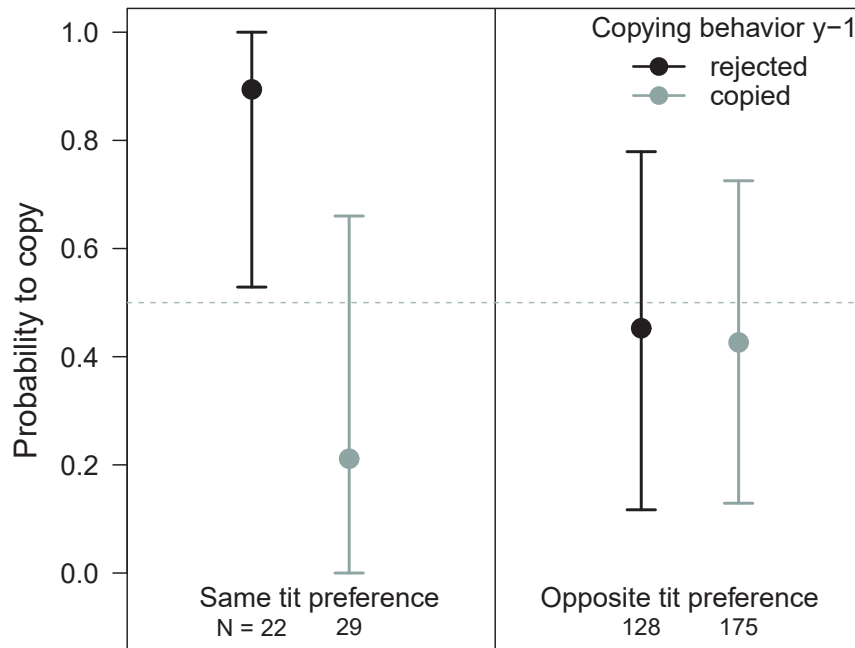 Copying behavior y−1
rejected
copied
1.0
0.8
0.6
0.4
0.2
0.0
Probability to copy
Same tit preference
N = 22 29
Opposite tit preference
128 175